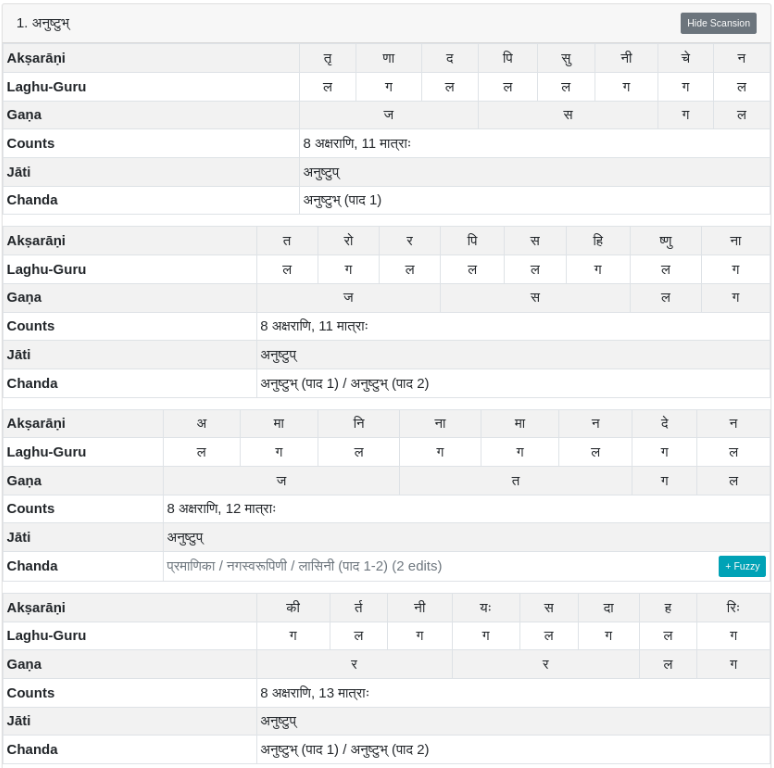 1. अनुष्टुभ् Hide Scansion
Akṣarāṇi तृ णा द पि सु नी चे न
Laghu-Guru ल ग ल ल ल ग ग ल
Gaṇa ज स ग ल
Counts 8 अक्षराणि, 11 मात्राः
Jāti अनुष्टुप्
Chanda अनुष्टुभ् (पाद 1)
Akṣarāṇi त रो र पि स हि ष्णु ना
Laghu-Guru ल ग ल ल ल ग ल ग
Gaṇa ज स ल ग
Counts 8 अक्षराणि, 11 मात्राः
Jāti अनुष्टुप्
Chanda अनुष्टुभ् (पाद 1) / अनुष्टुभ् (पाद 2)
Akṣarāṇi अ मा नि ना मा न दे न
Laghu-Guru ल ग ल ग ग ल ग ल
Gaṇa ज त ग ल
Counts 8 अक्षराणि, 12 मात्राः
Jāti अनुष्टुप्
Chanda प्रमाणिका / नगस्वरूपिणी / लासिनी (पाद 1-2) (2 edits) + Fuzzy
Akṣarāṇi की र्त नी यः स दा ह रिः
Laghu-Guru ग ल ग ग ल ग ल ग
Gaṇa र र ल ग
Counts 8 अक्षराणि, 13 मात्राः
Jāti अनुष्टुप्
Chanda अनुष्टुभ् (पाद 1) / अनुष्टुभ् (पाद 2)